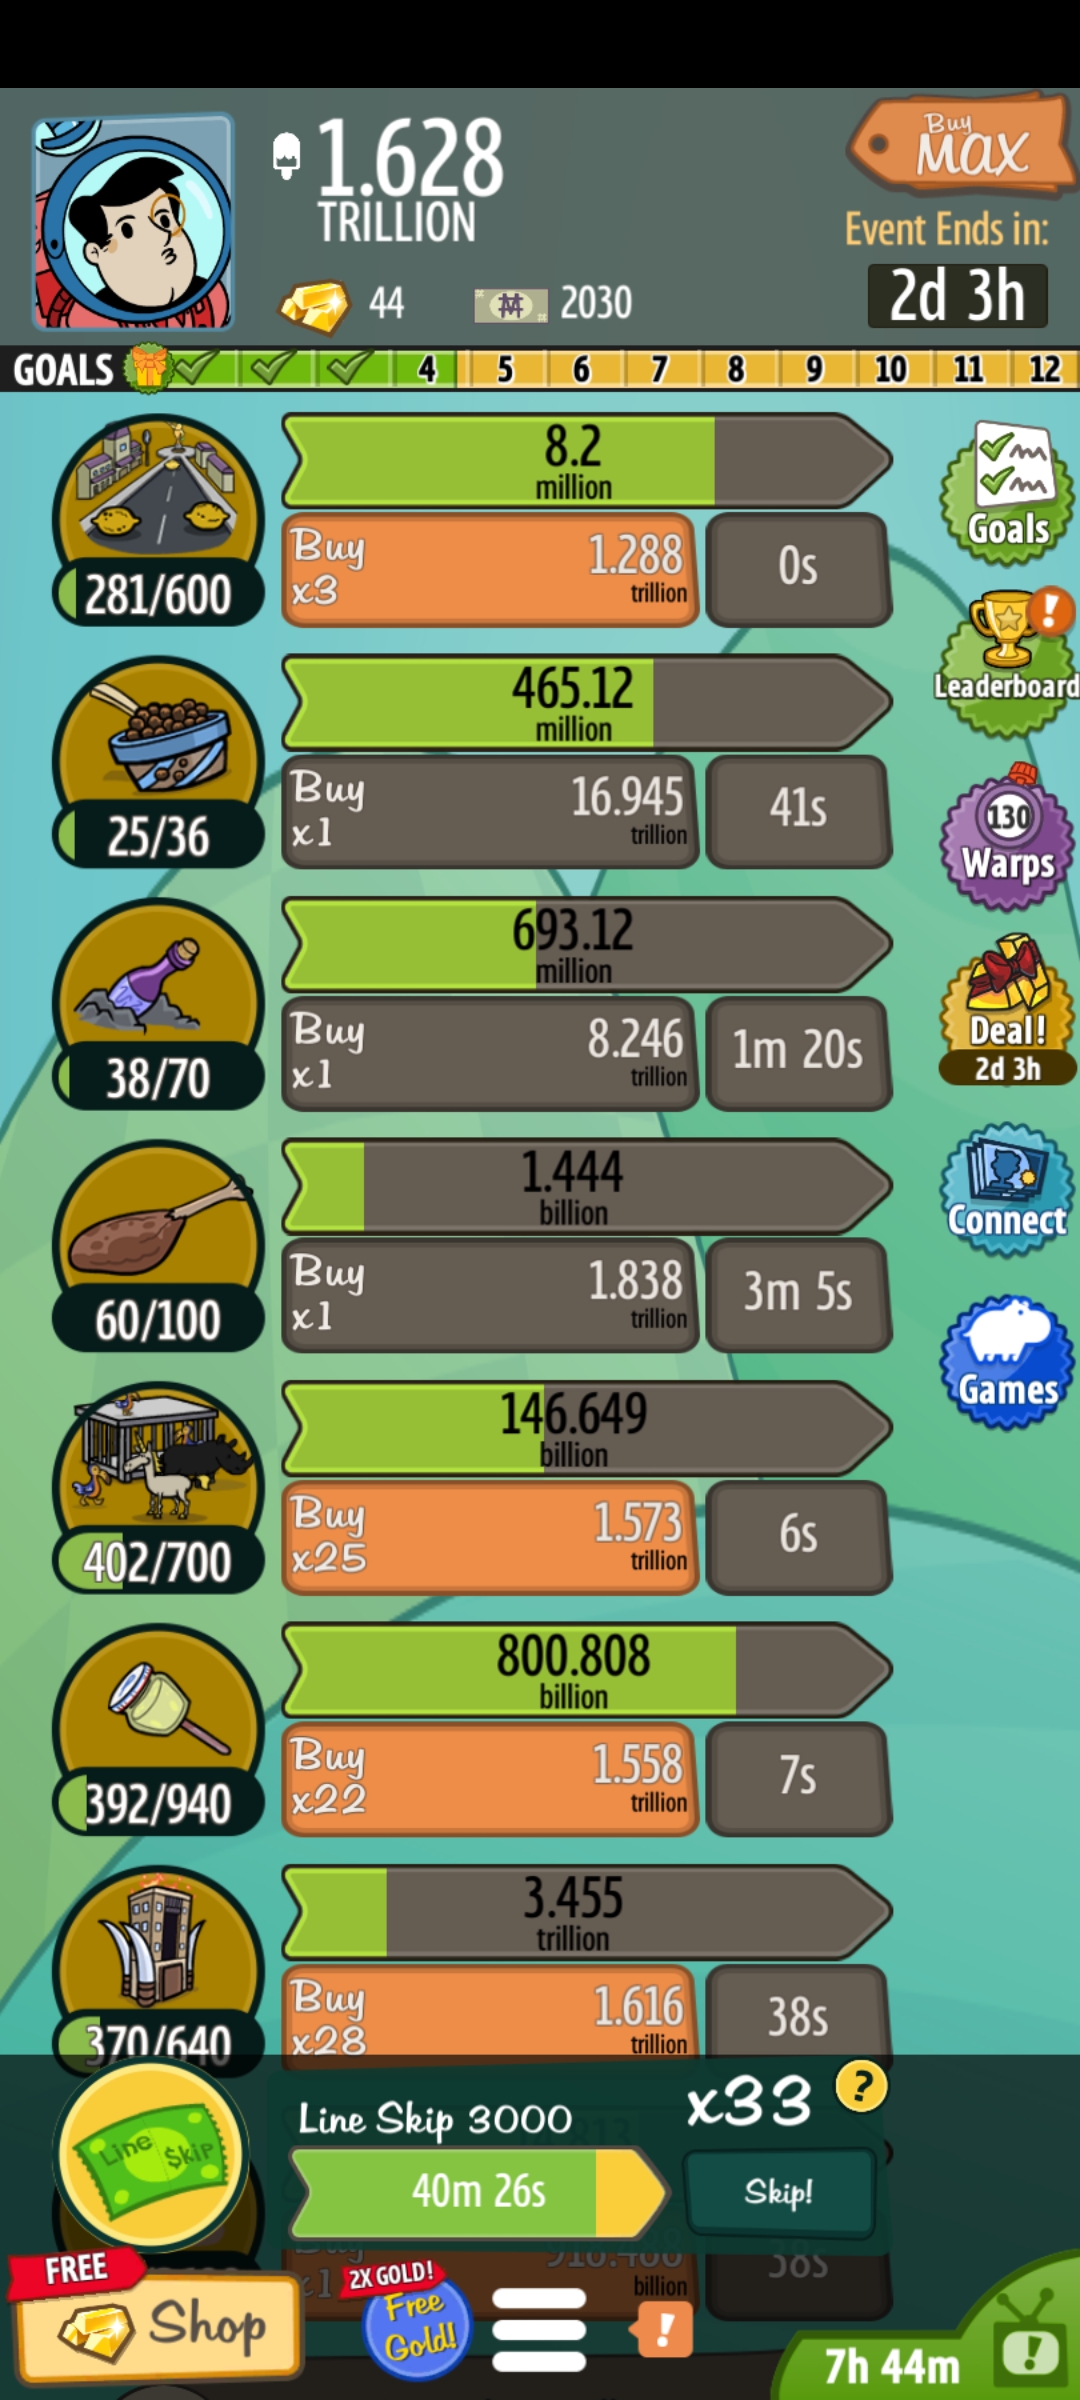 1.628
TRILLION
Buy
MAX
Event Ends in:
2d 3h
44
2030
GOALS 4 5 6 7 8 9 10 11 12
8.2
million
Buy
x3
1.288
trillion
0s
281/600
Goals
465.12
million
Buy
x1
16.945
trillion
41s
25/36
Leaderboard
693.12
million
Buy
x1
8.246
trillion
1m 20s
38/70
130
Warps
1.444
billion
Buy
x1
1.838
trillion
3m 5s
60/100
Deal!
2d 3h
Connect
Games
146.649
billion
Buy
x25
1.573
trillion
6s
402/700
800.808
billion
Buy
x22
1.558
trillion
7s
392/940
3.455
trillion
Buy
x28
1.616
trillion
38s
370/640
Line Skip
Line Skip 3000
x33
?
40m 26s
Skip!
billion
38s
FREE
Shop
2X GOLD!
Free
Gold!
!
7h 44m
!